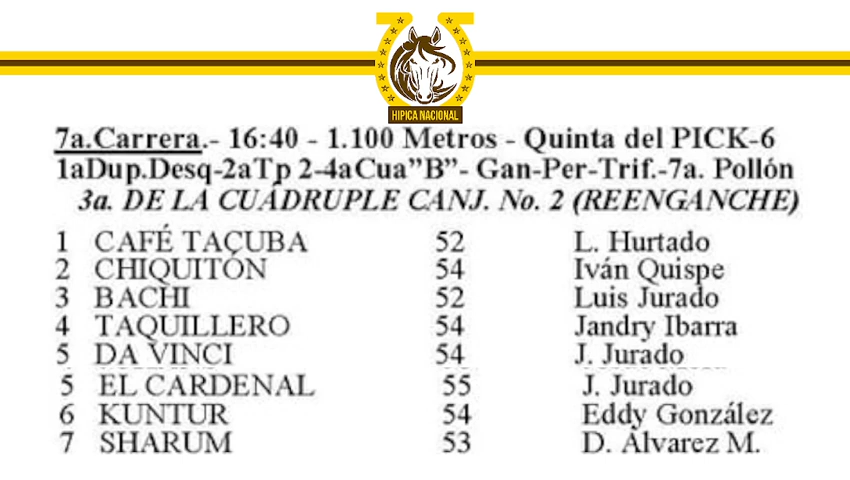 HIPICA NACIONAL
7a.Carrera.- 16:40 - 1.100 Metros - Quinta del PICK-6
1aDup.Desq-2aTp 2-4aCua"B"- Gan-Per-Trif.-7a. Pollón
3a. DE LA CUÁDRUPLE CANJ. No. 2 (REENGANCHE)
1 CAFÉ TACUBA 52 L. Hurtado
2 CHIQUITÓN 54 Iván Quispe
3 BACHI 52 Luis Jurado
4 TAQUILLERO 54 Jandry Ibarra
5 DA VINCI 54 J. Jurado
5 EL CARDENAL 55 J. Jurado
6 KUNTUR 54 Eddy González
7 SHARUM 53 D. Alvarez M.